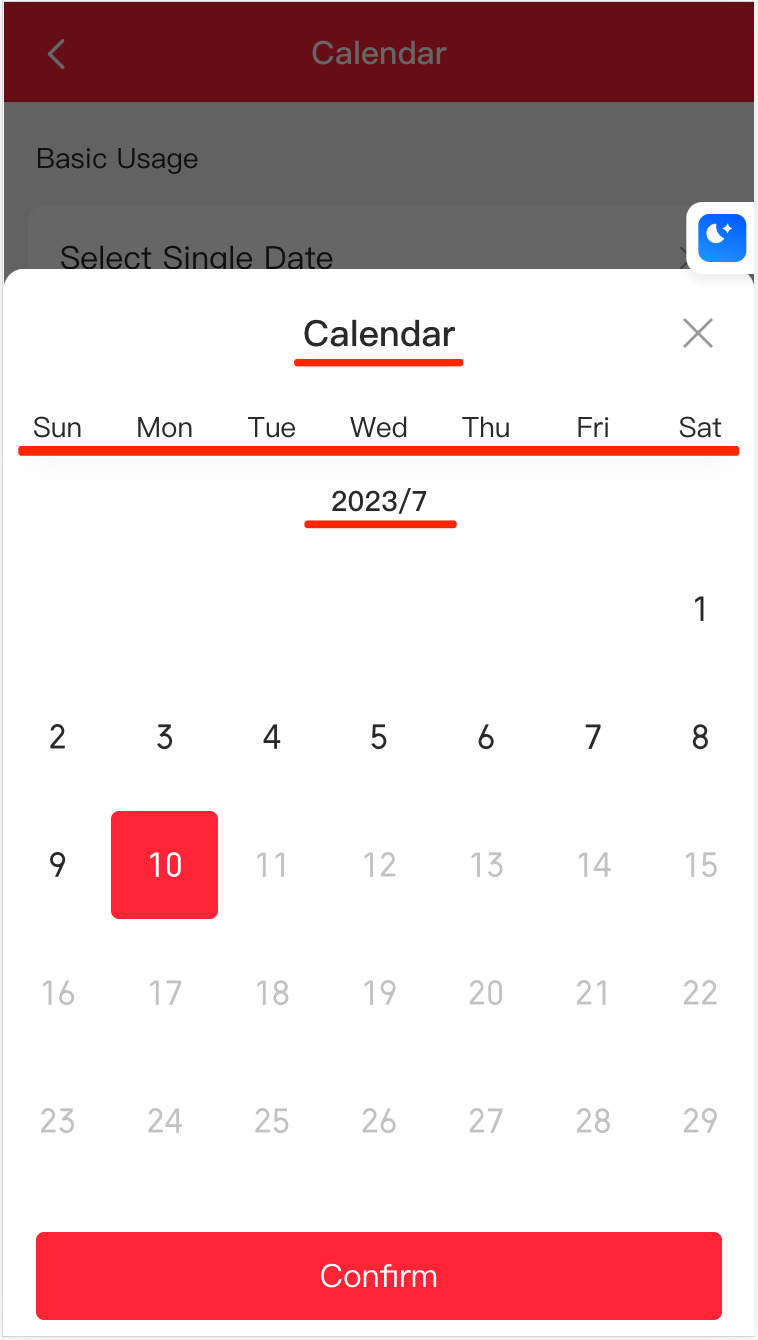 Calendar
Basic Usage
Select Single Date
Calendar
Sun Mon Tue Wed Thu Fri Sat
2023/7
1
2 3 4 5 6 7 8
9 10 11 12 13 14 15
16 17 18 19 20 21 22
23 24 25 26 27 28 29
Confirm